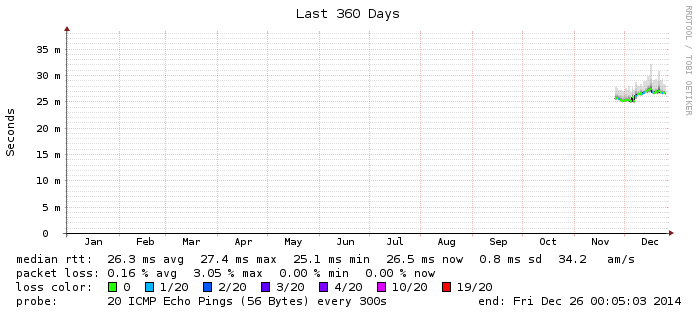 Last 360 Days
RRDTOOL / TOBI OETIKER
Seconds
35 m
30 m
25 m
20 m
15 m
10 m
5 m
0
Jan Feb Mar Apr May Jun Jul Aug Sep Oct Nov Dec
median rtt: 26.3 ms avg 27.4 ms max 25.1 ms min 26.5 ms now 0.8 ms sd 34.2 am/s
packet loss: 0.16 % avg 3.05 % max 0.00 % min 0.00 % now
loss color: 0 1/20 2/20 3/20 4/20 10/20 19/20
probe: 20 ICMP Echo Pings (56 Bytes) every 300s end: Fri Dec 26 00:05:03 2014